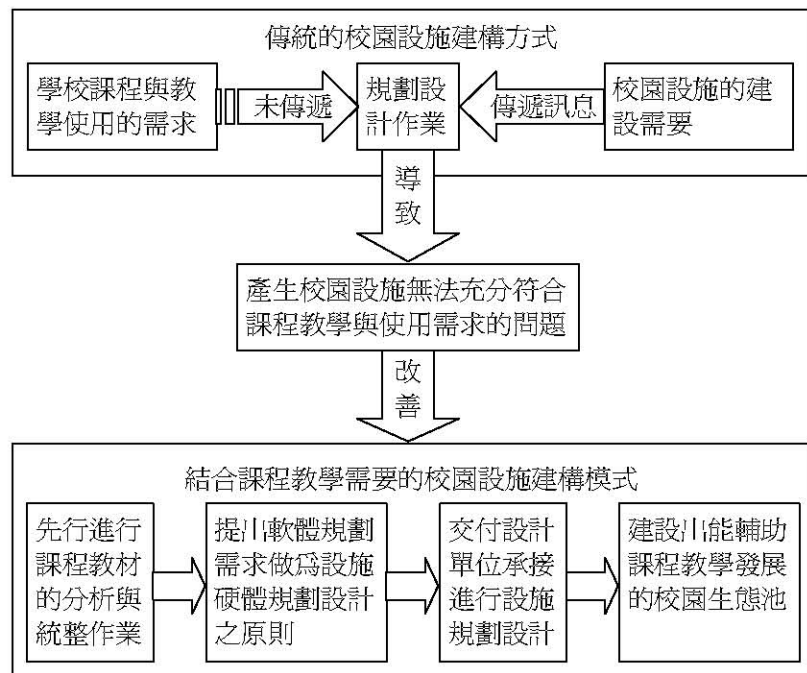 傳統的校園設施建構方式
學校課程與教
學使用的需求
未傳遞
規劃設
計作業
傳遞訊息
校園設施的建
設需要
導
致
產生校園設施無法充分符合
課程教學與使用需求的問題
改
善
結合課程教學需要的校園設施建構模式
先行進行
課程教材
的分析與
統整作業
提出軟體規劃
需求做爲設施
硬體規劃設計
之原則
交付設計
單位承接
進行設施
規劃設計
建設出能輔助
課程教學發展
的校園生態池